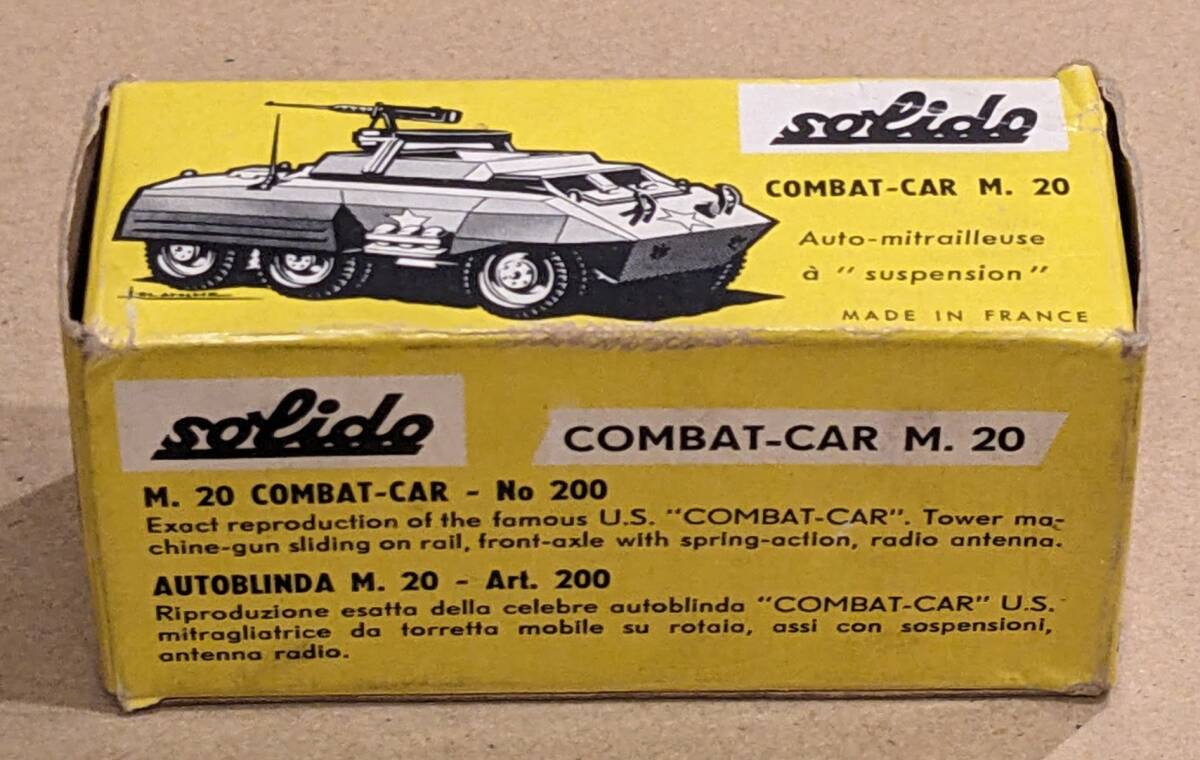 solido
COMBAT-CAR M. 20
Auto-mitrailleuse
à " suspension "
MADE IN FRANCE
solido
COMBAT-CAR M. 20
M. 20 COMBAT-CAR - No 200
Exact reproduction of the famous U.S. "COMBAT-CAR". Tower ma-
chine-gun sliding on rail, front-axle with spring-action, radio antenna.
AUTOBLINDA M. 20 - Art. 200
Riproduzione esatta della celebre autoblinda "COMBAT-CAR" U.S.
mitragliatrice da torretta mobile su rotaia, assi con sospensioni,
antenna radio.